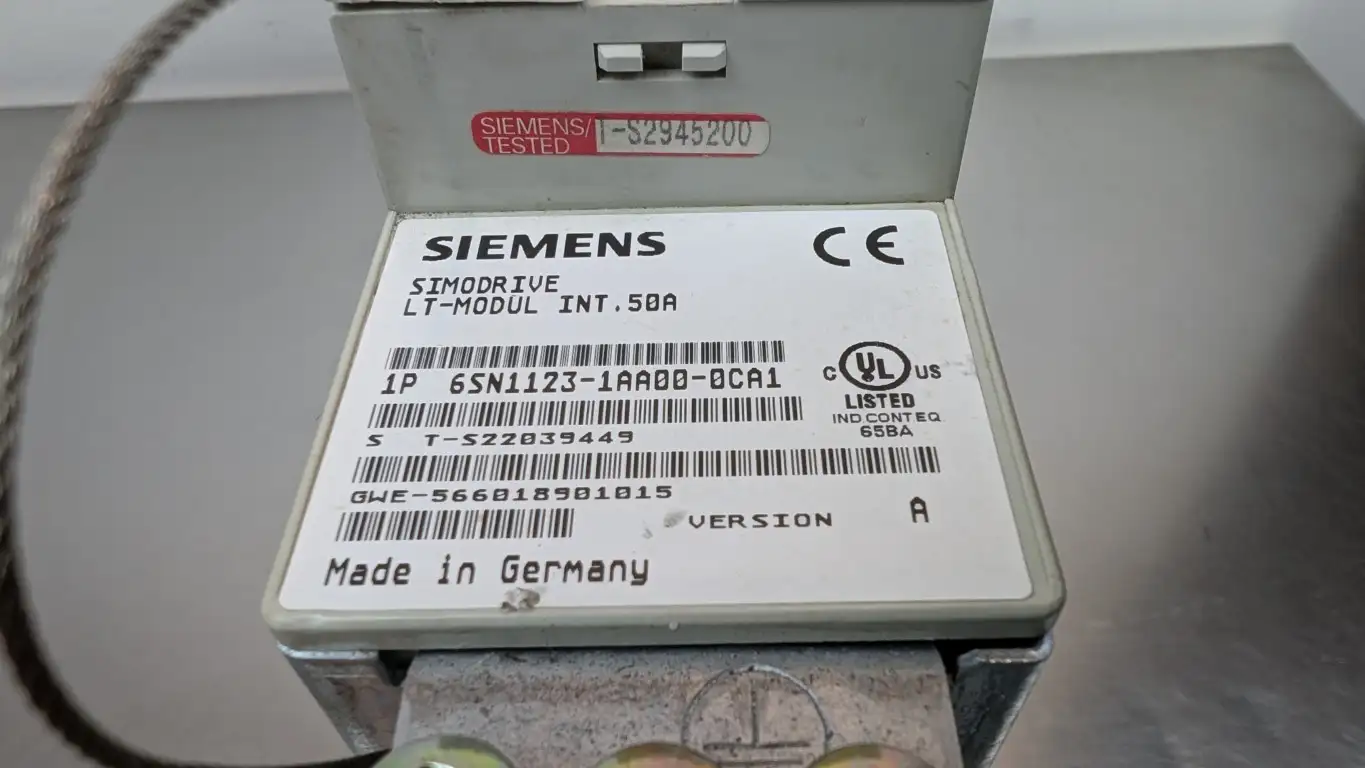 SIEMENS/
TESTED
T-S2945200
SIEMENS
CE
SIMODRIVE
LT-MODUL INT.50A
1P 6SN1123-1AA00-0CA1
C UL US
LISTED
IND.CONT.EQ.
65BA
S T-S22039449
GWE-566018901015
VERSION A
Made in Germany